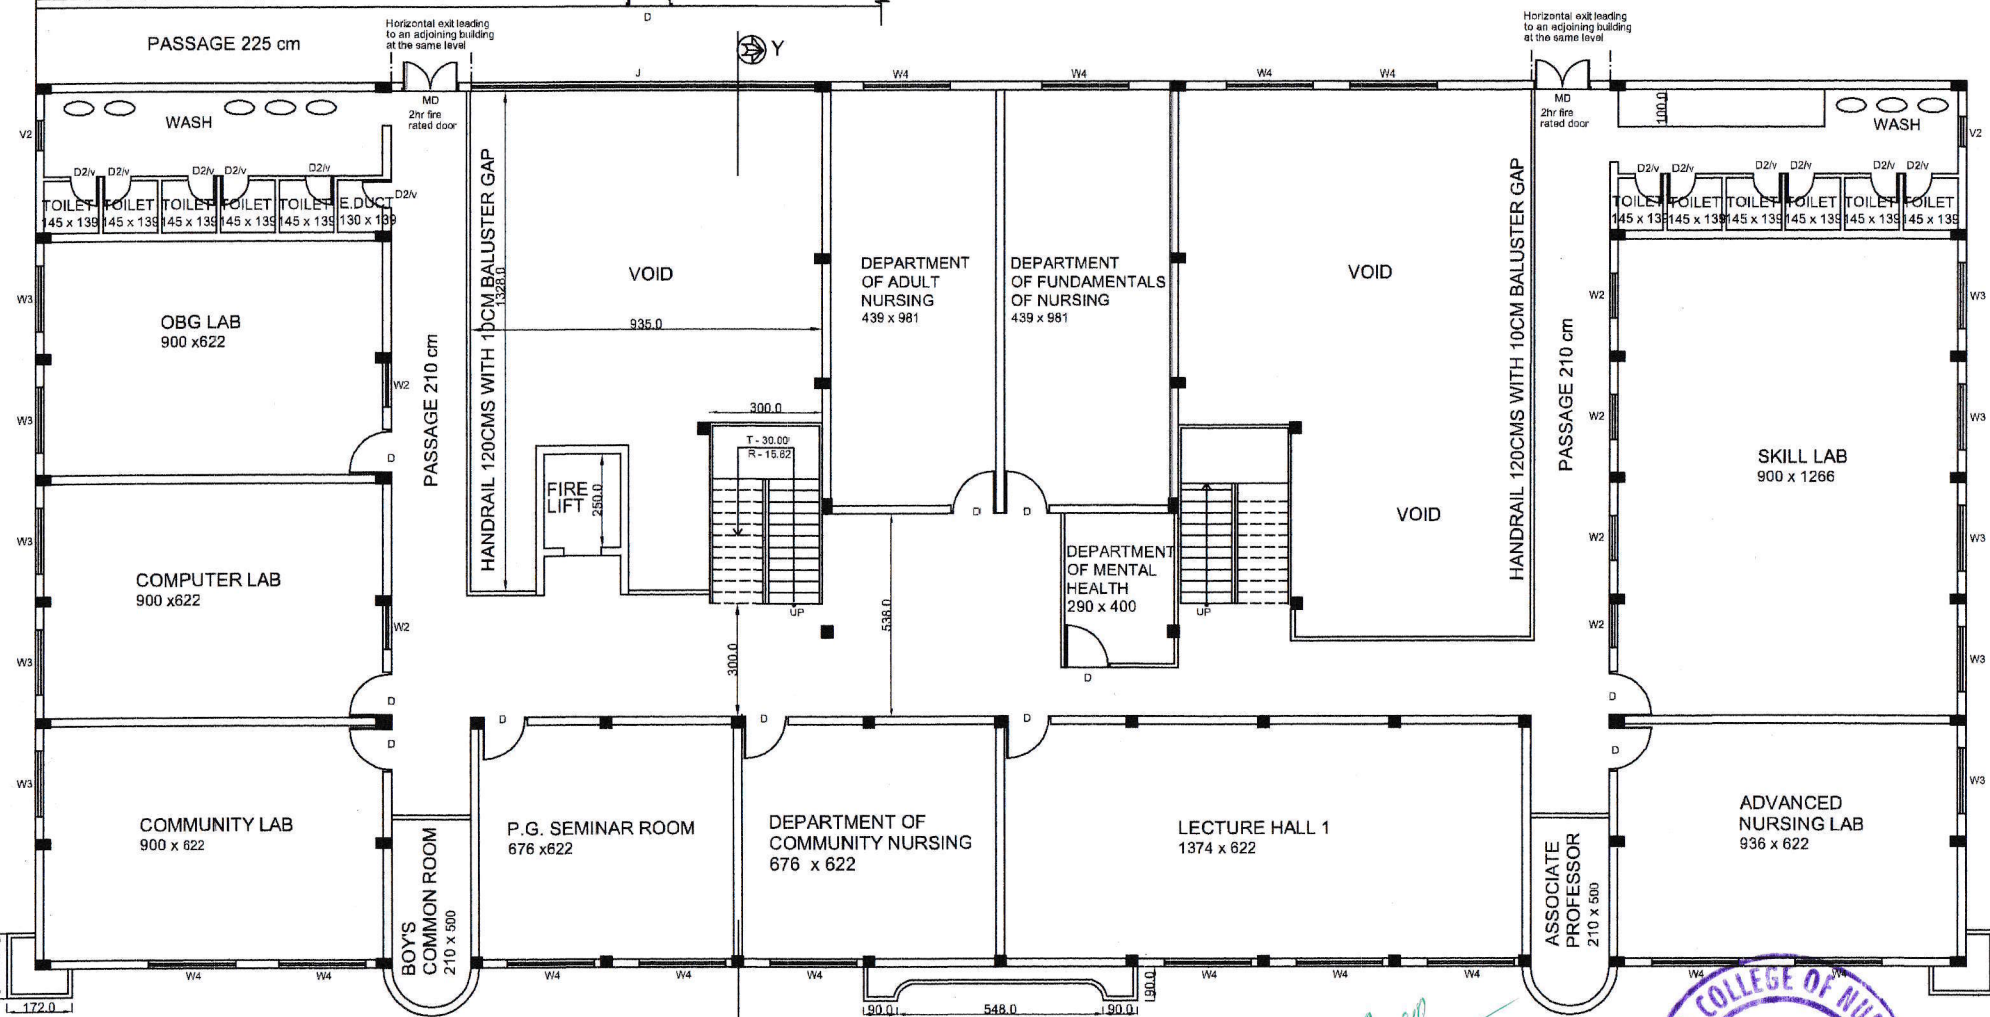 D
Horizontal exit leading
to an adjoining building
at the same level
PASSAGE 225 cm
Y
Horizontal exit leading
to an adjoining building
at the same level
J
W4
W4
W4
W4
MD
2hr fire
rated door
MD
2hr fire
rated door
WASH
V2
100.0
WASH
V2
D2/v
D2/v
D2/v
D2/v
D2/v
D2/v
D2/v
D2/v
D2/v
D2/v
D2/v
D2/v
TOILET
145 x 139
TOILET
145 x 139
TOILET
145 x 139
TOILET
145 x 139
TOILET
145 x 139
E.DUCT
130 x 139
TOILET
145 x 139
TOILET
145 x 139
TOILET
145 x 139
TOILET
145 x 139
TOILET
145 x 139
TOILET
145 x 139
HANDRAIL 120CMS WITH 10CM BALUSTER GAP
1328.0
VOID
935.0
DEPARTMENT
OF ADULT
NURSING
439 x 981
DEPARTMENT
OF FUNDAMENTALS
OF NURSING
439 x 981
VOID
HANDRAIL 120CMS WITH 10CM BALUSTER GAP
W3
OBG LAB
900 x622
W2
W3
W2
W3
PASSAGE 210 cm
PASSAGE 210 cm
W3
W2
W3
D
300.0
T - 30.00
R - 15.62
SKILL LAB
900 x 1266
FIRE
LIFT
250.0
D
D
VOID
W3
W2
W3
COMPUTER LAB
900 x622
DEPARTMENT
OF MENTAL
HEALTH
290 x 400
UP
UP
538.0
W2
W2
W3
300.0
W3
D
D
D
D
D
D
D
D
W3
W3
COMMUNITY LAB
900 x 622
P.G. SEMINAR ROOM
676 x622
DEPARTMENT OF
COMMUNITY NURSING
676 x 622
LECTURE HALL 1
1374 x 622
ADVANCED
NURSING LAB
936 x 622
BOY'S
COMMON ROOM
210 x 500
ASSOCIATE
PROFESSOR
210 x 500
W4
W4
W4
W4
W4
W4
W4
W4
W4
W4
172.0
90.0
548.0
90.0
90.0
COLLEGE OF